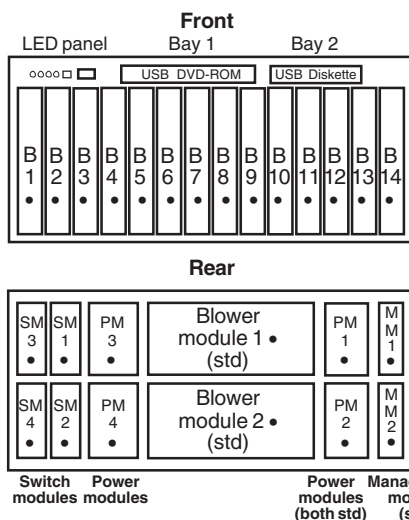 Front
LED panel Bay 1 Bay 2
USB DVD-ROM USB Diskette
B B B B B B B B B B B B B B
1 2 3 4 5 6 7 8 9 10 11 12 13 14
Rear
SM 3
SM 1
PM 3
Blower module 1 (std)
PM 1
M M 1
SM 4
SM 2
PM 4
Blower module 2 (std)
PM 2
M M 2
Switch modules
Power modules
Power modules (both std)